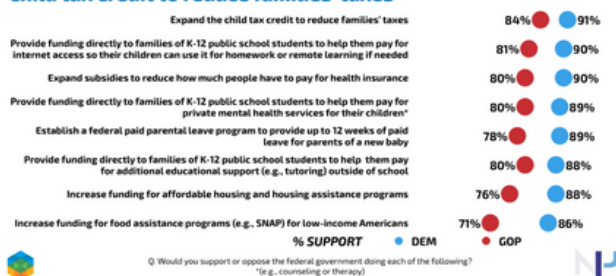 child tax credit to reduce families' taxes
Expand the child tax credit to reduce families' taxes 84% 91%
Provide funding directly to families of K-12 public school students to help them pay for
internet access so their children can use it for homework or remote learning if needed 81% 90%
Expand subsidies to reduce how much people have to pay for health insurance 80% 90%
Provide funding directly to families of K-12 public school students to help them pay for
private mental health services for their children* 80% 89%
Establish a federal paid parental leave program to provide up to 12 weeks of paid
leave for parents of a new baby 78% 89%
Provide funding directly to families of K-12 public school students to help them pay
for additional educational support (e.g., tutoring) outside of school 80% 88%
Increase funding for affordable housing and housing assistance programs 76% 88%
Increase funding for food assistance programs (e.g., SNAP) for low-income Americans 71% 86%
% SUPPORT DEM GOP
Q. Would you support or oppose the federal government doing each of the following?
*(e.g., counseling or therapy)